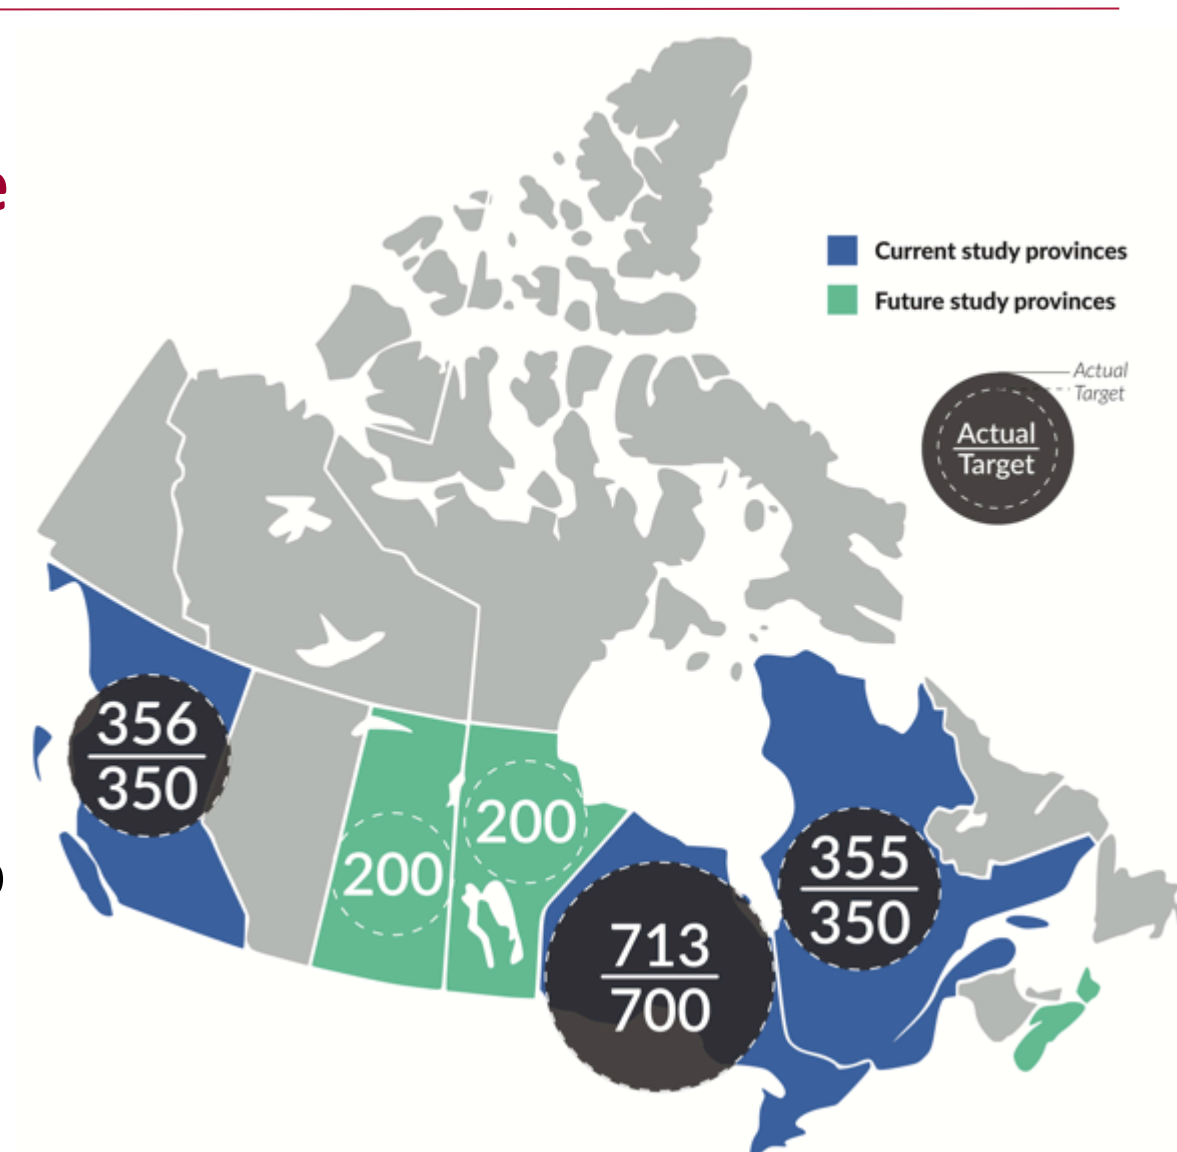 e
Current study provinces
Future study provinces
Actual
Target
Actual
Target
356
350
200
200
713
700
355
350